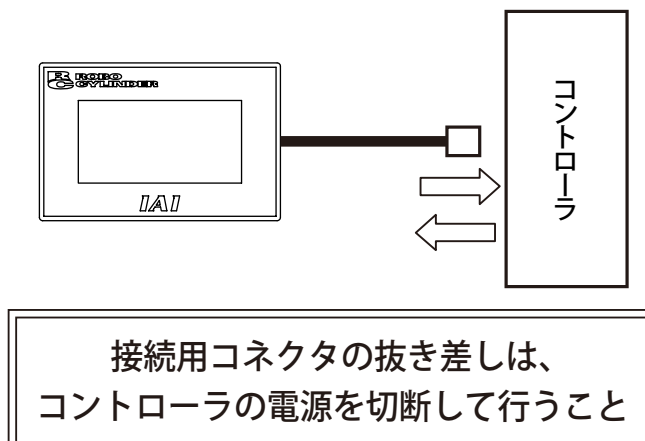 RC ROBO
CYLINDER
IAI
コントローラ
接続用コネクタの抜き差しは、
コントローラの電源を切断して行うこと